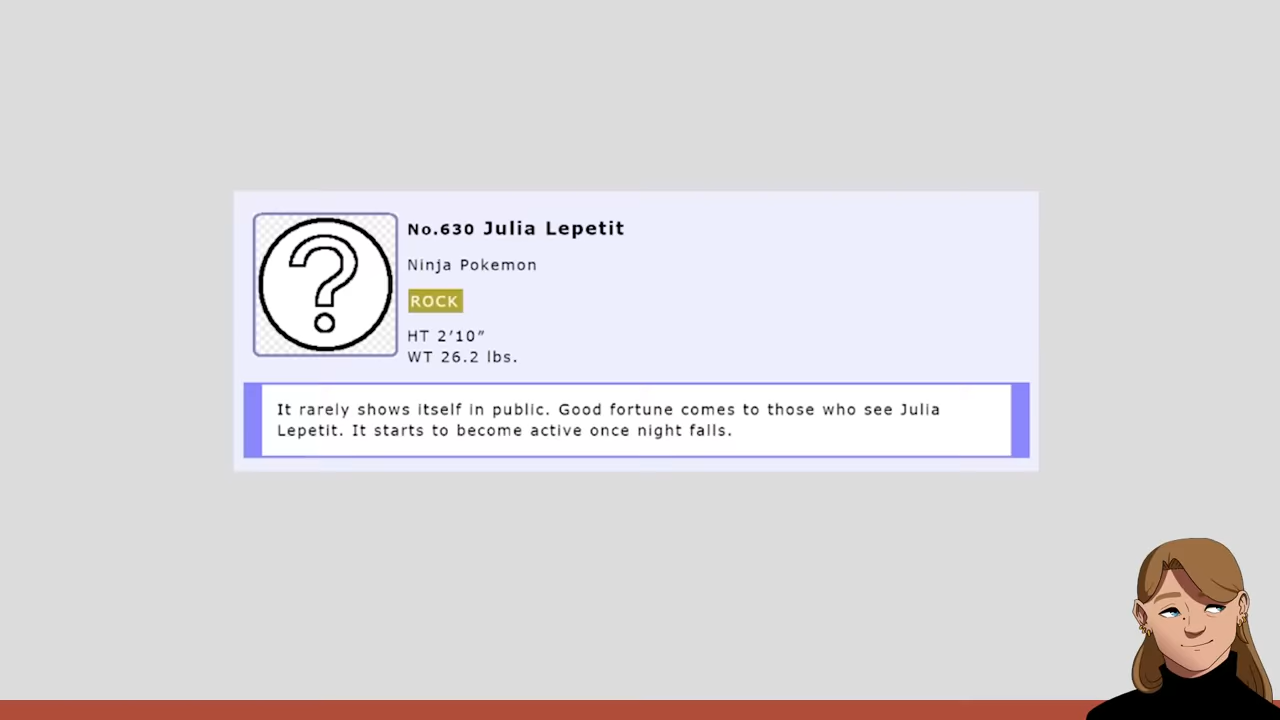 No.630 Julia Lepetit
Ninja Pokemon
ROCK
HT 2’10”
WT 26.2 lbs.
It rarely shows itself in public. Good fortune comes to those who see Julia
Lepetit. It starts to become active once night falls.